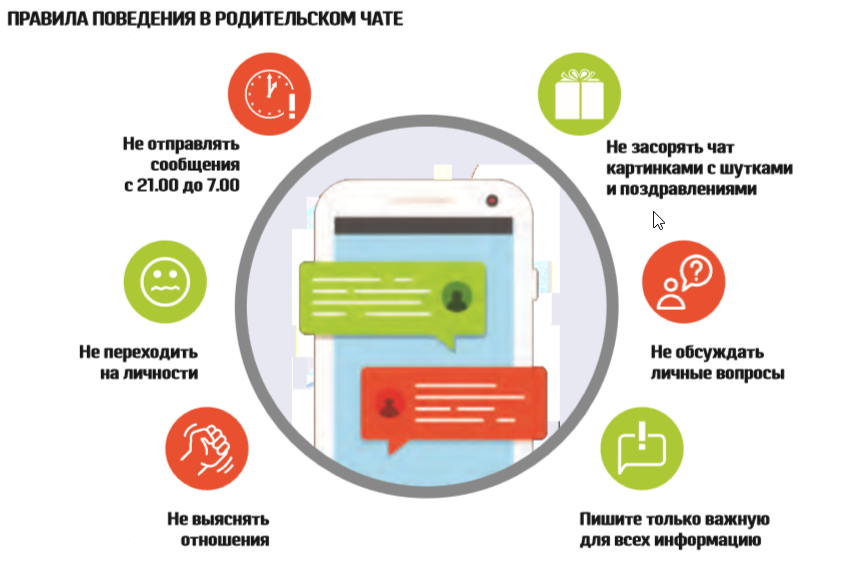 ПРАВИЛА ПОВЕДЕНИЯ В РОДИТЕЛЬСКОМ ЧАТЕ
Не отправлять
сообщения
с 21.00 до 7.00
Не засорять чат
картинками с шутками
и поздравлениями
Не переходить
на личности
Не обсуждать
личные вопросы
Не выяснять
отношения
Пишите только важную
для всех информацию